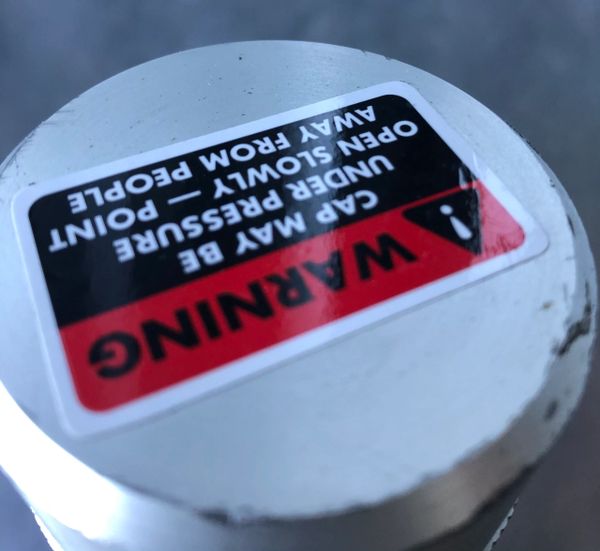 WARNING
CAP MAY BE
UNDER PRESSURE
OPEN SLOWLY — POINT
AWAY FROM PEOPLE